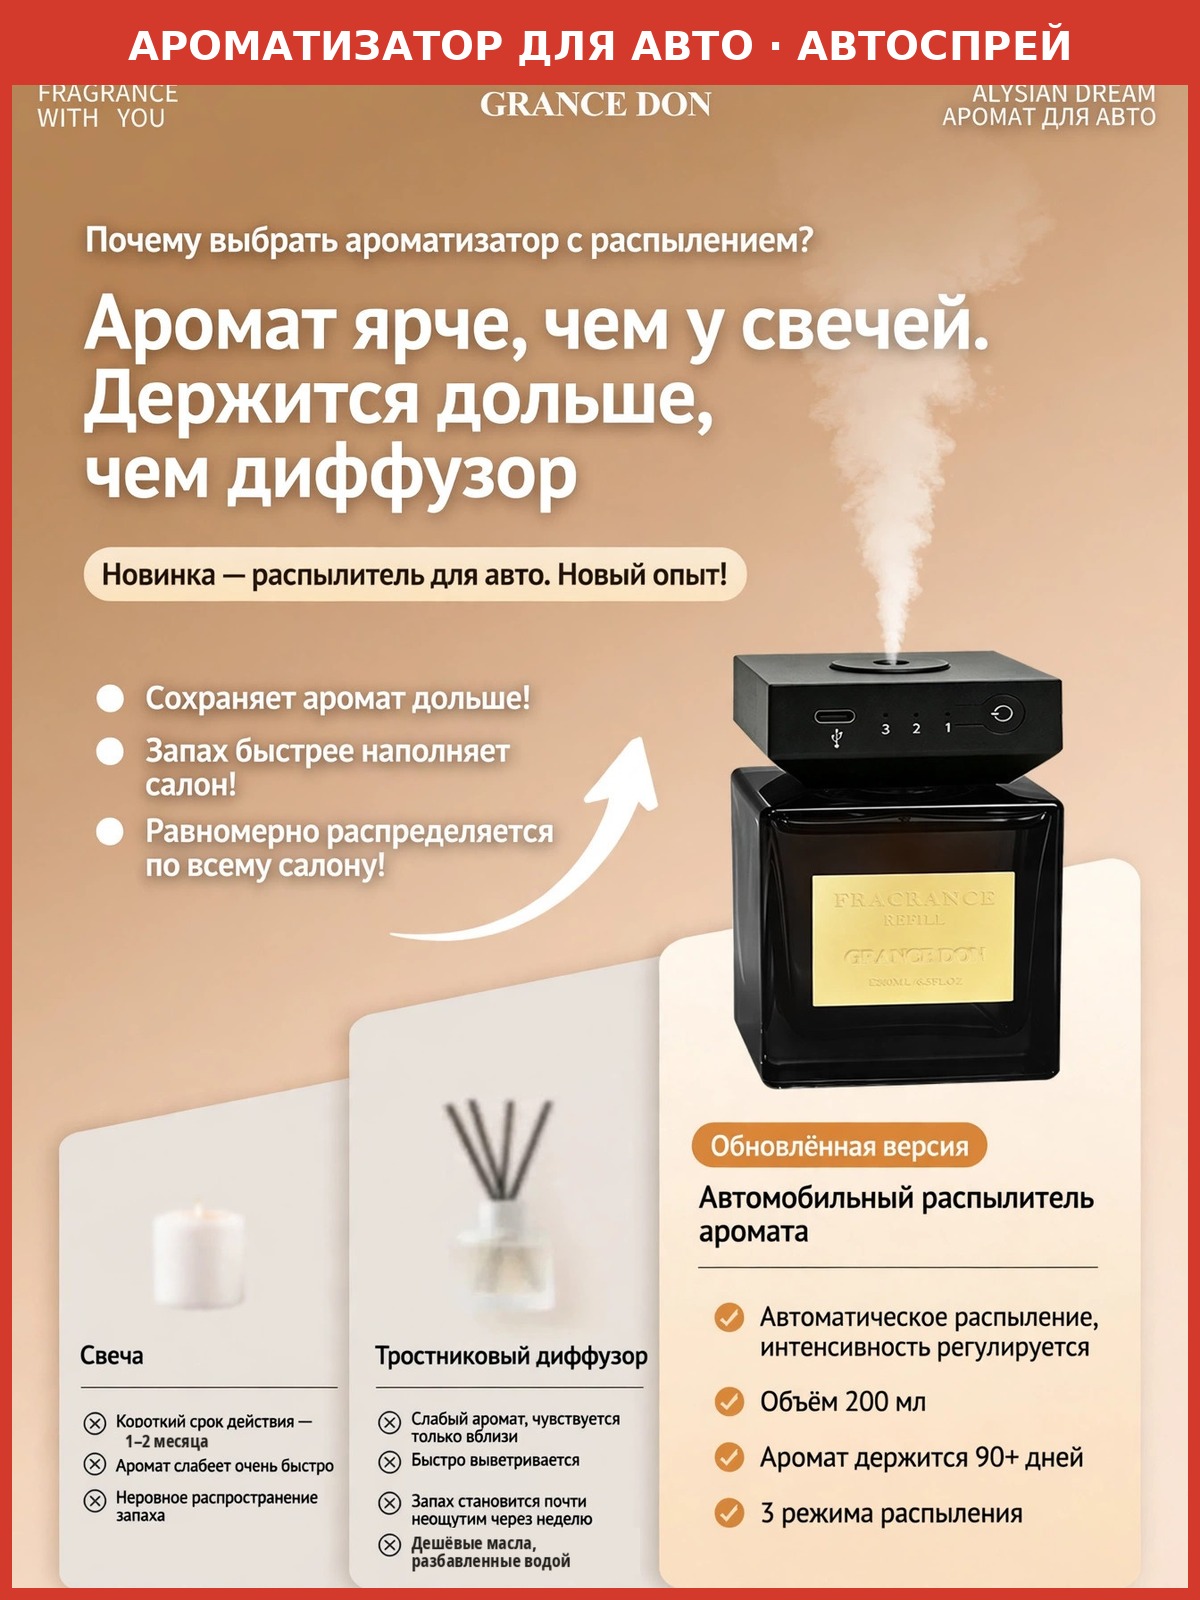 АРОМАТИЗАТОР ДЛЯ АВТО · АВТОСПРЕЙ
FRAGRANCE
WITH YOU
GRANCE DON
ALYSIAN DREAM
АРОМАТ ДЛЯ АВТО
Почему выбрать ароматизатор с распылением?
Аромат ярче, чем у свечей.
Держится дольше,
чем диффузор
Новинка — распылитель для авто. Новый опыт!
Сохраняет аромат дольше!
Запах быстрее наполняет
салон!
Равномерно распределяется
по всему салону!
3 2 1
FRAGRANCE
REFILL
GRANCE DON
Обновлённая версия
Автомобильный распылитель
аромата
Автоматическое распыление,
интенсивность регулируется
Объём 200 мл
Аромат держится 90+ дней
3 режима распыления
Тростниковый диффузор
Слабый аромат, чувствуется
только вблизи
Быстро выветривается
Запах становится почти
неощутим через неделю
Дешёвые масла,
разбавленные водой
Свеча
Короткий срок действия —
1–2 месяца
Аромат слабеет очень быстро
Неровное распространение
запаха